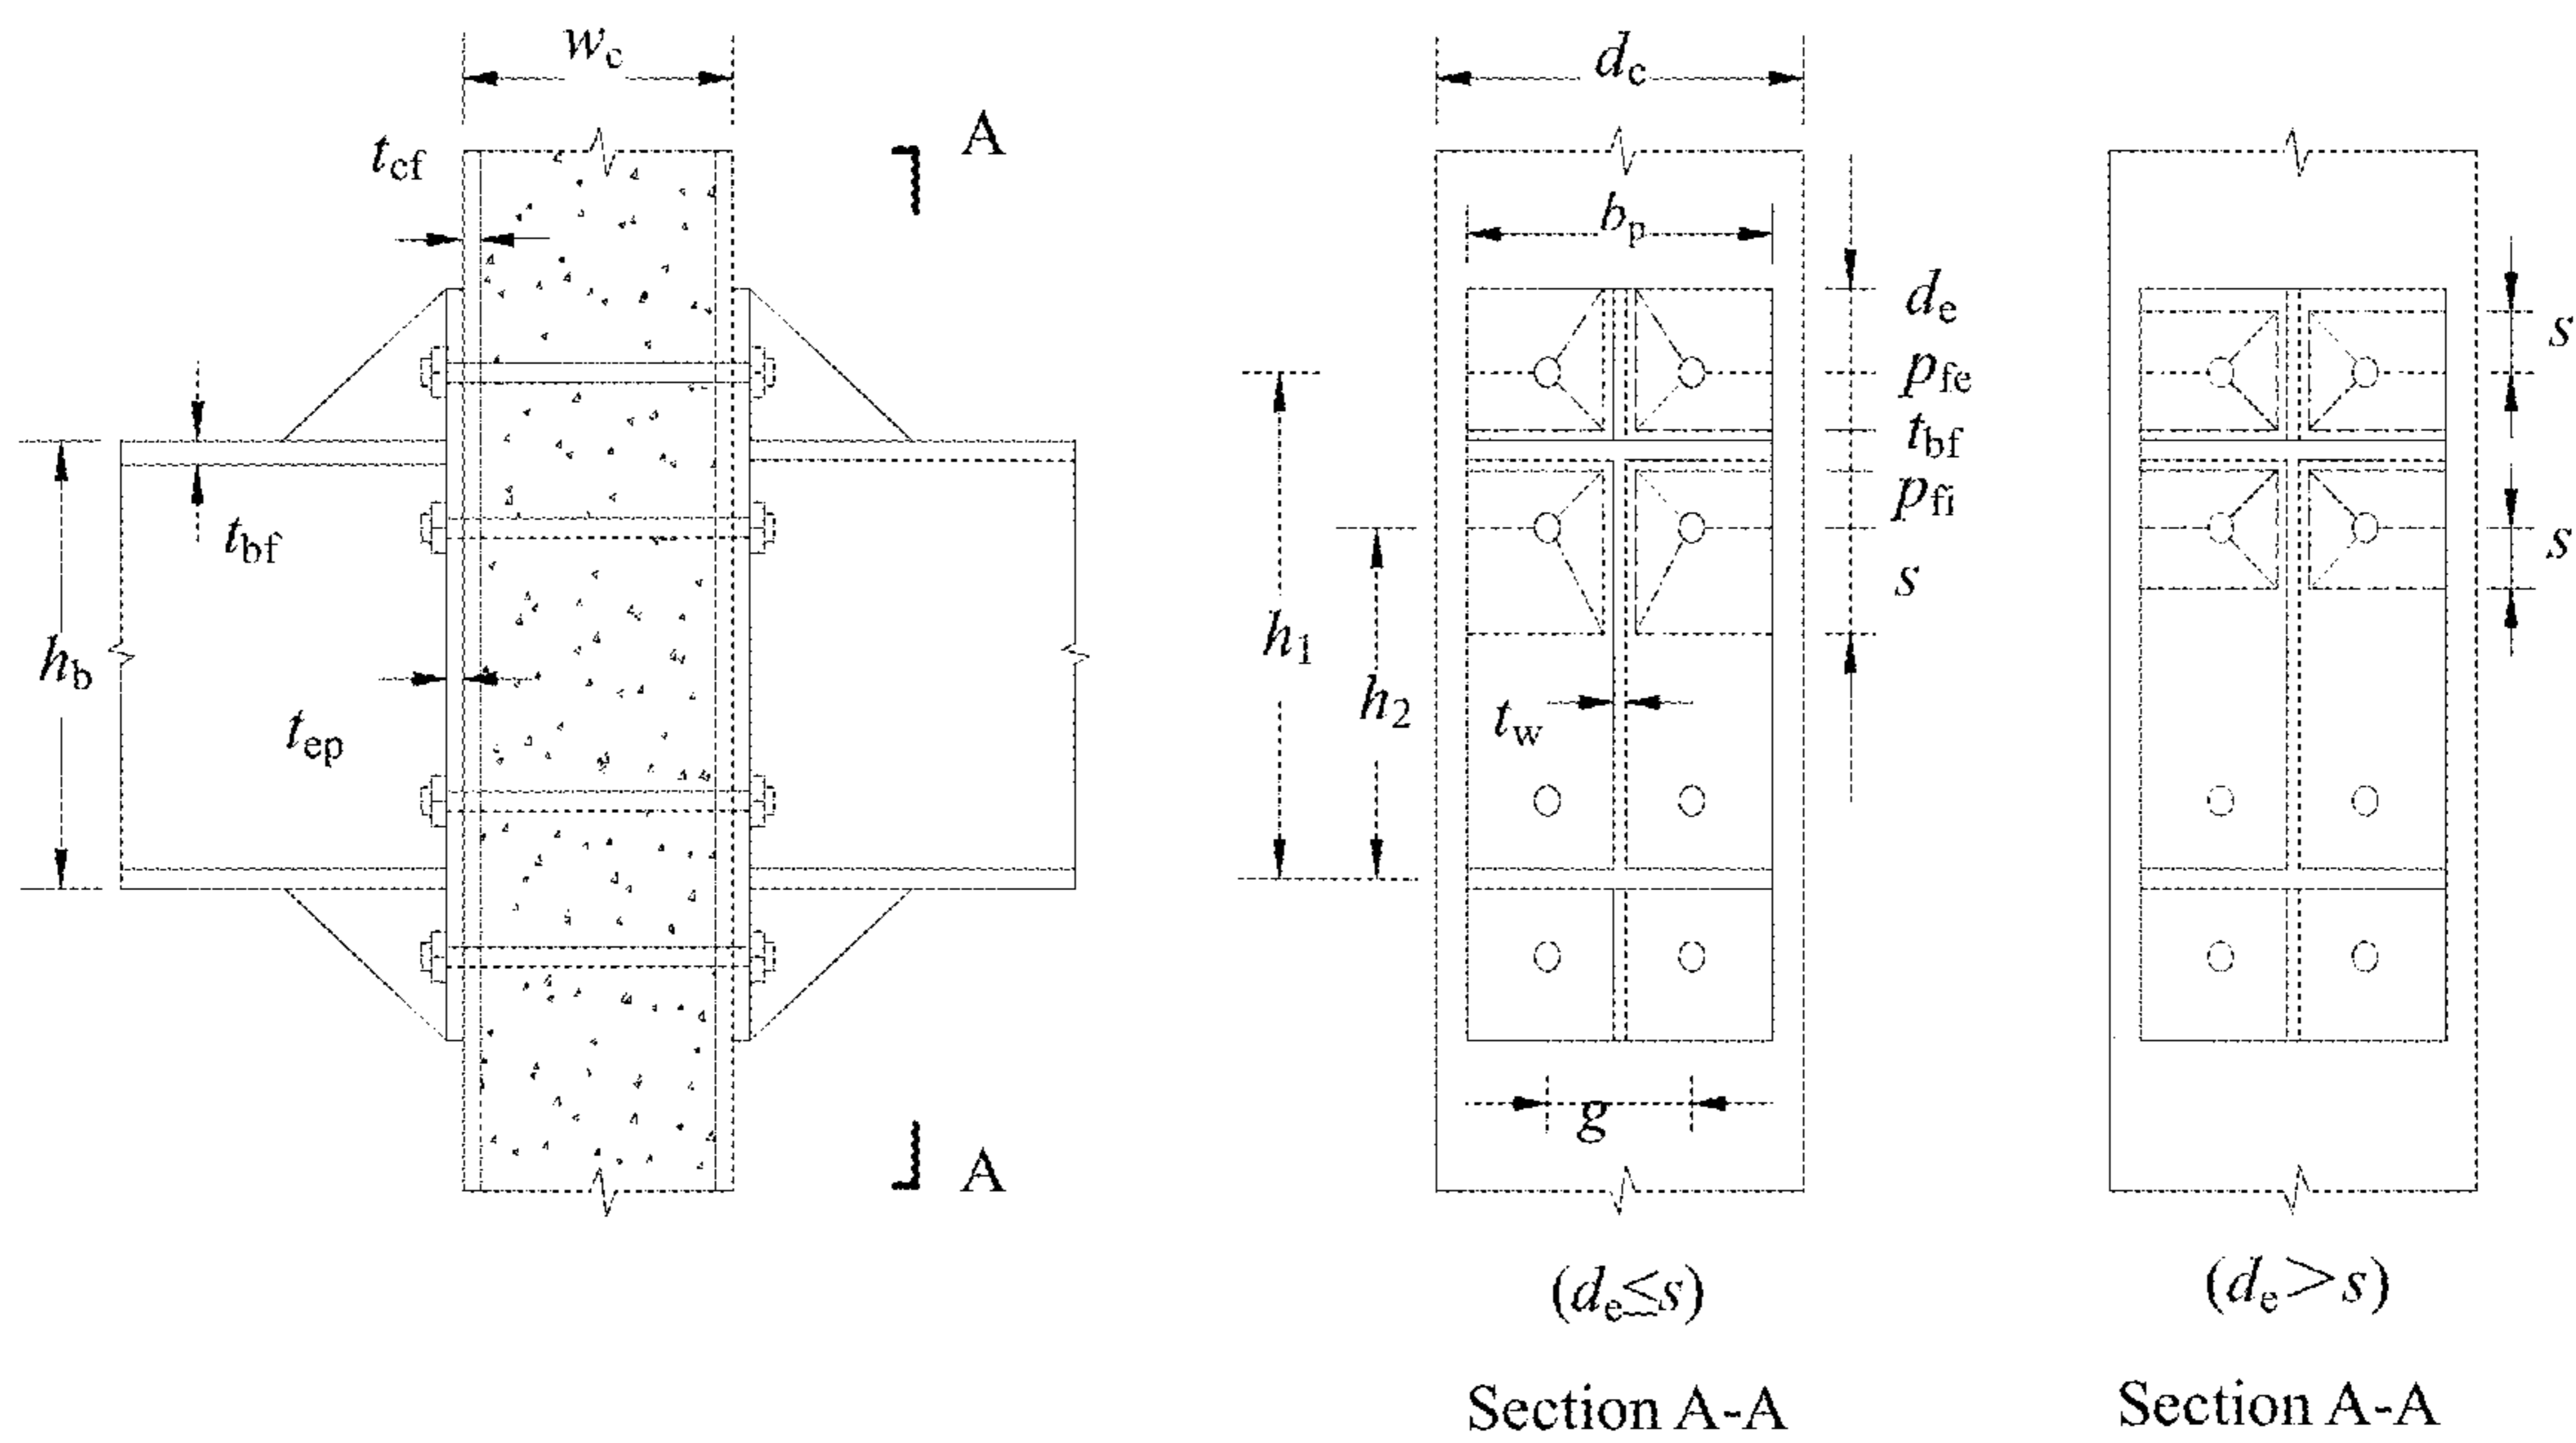 w_c
d_c
A
t_cf
b_p
d_e
s
p_fe
t_bf
p_fi
t_bf
s
s
h_1
h_b
h_2
t_w
t_ep
g
A
(d_e≤s)
(d_e>s)
Section A-A
Section A-A